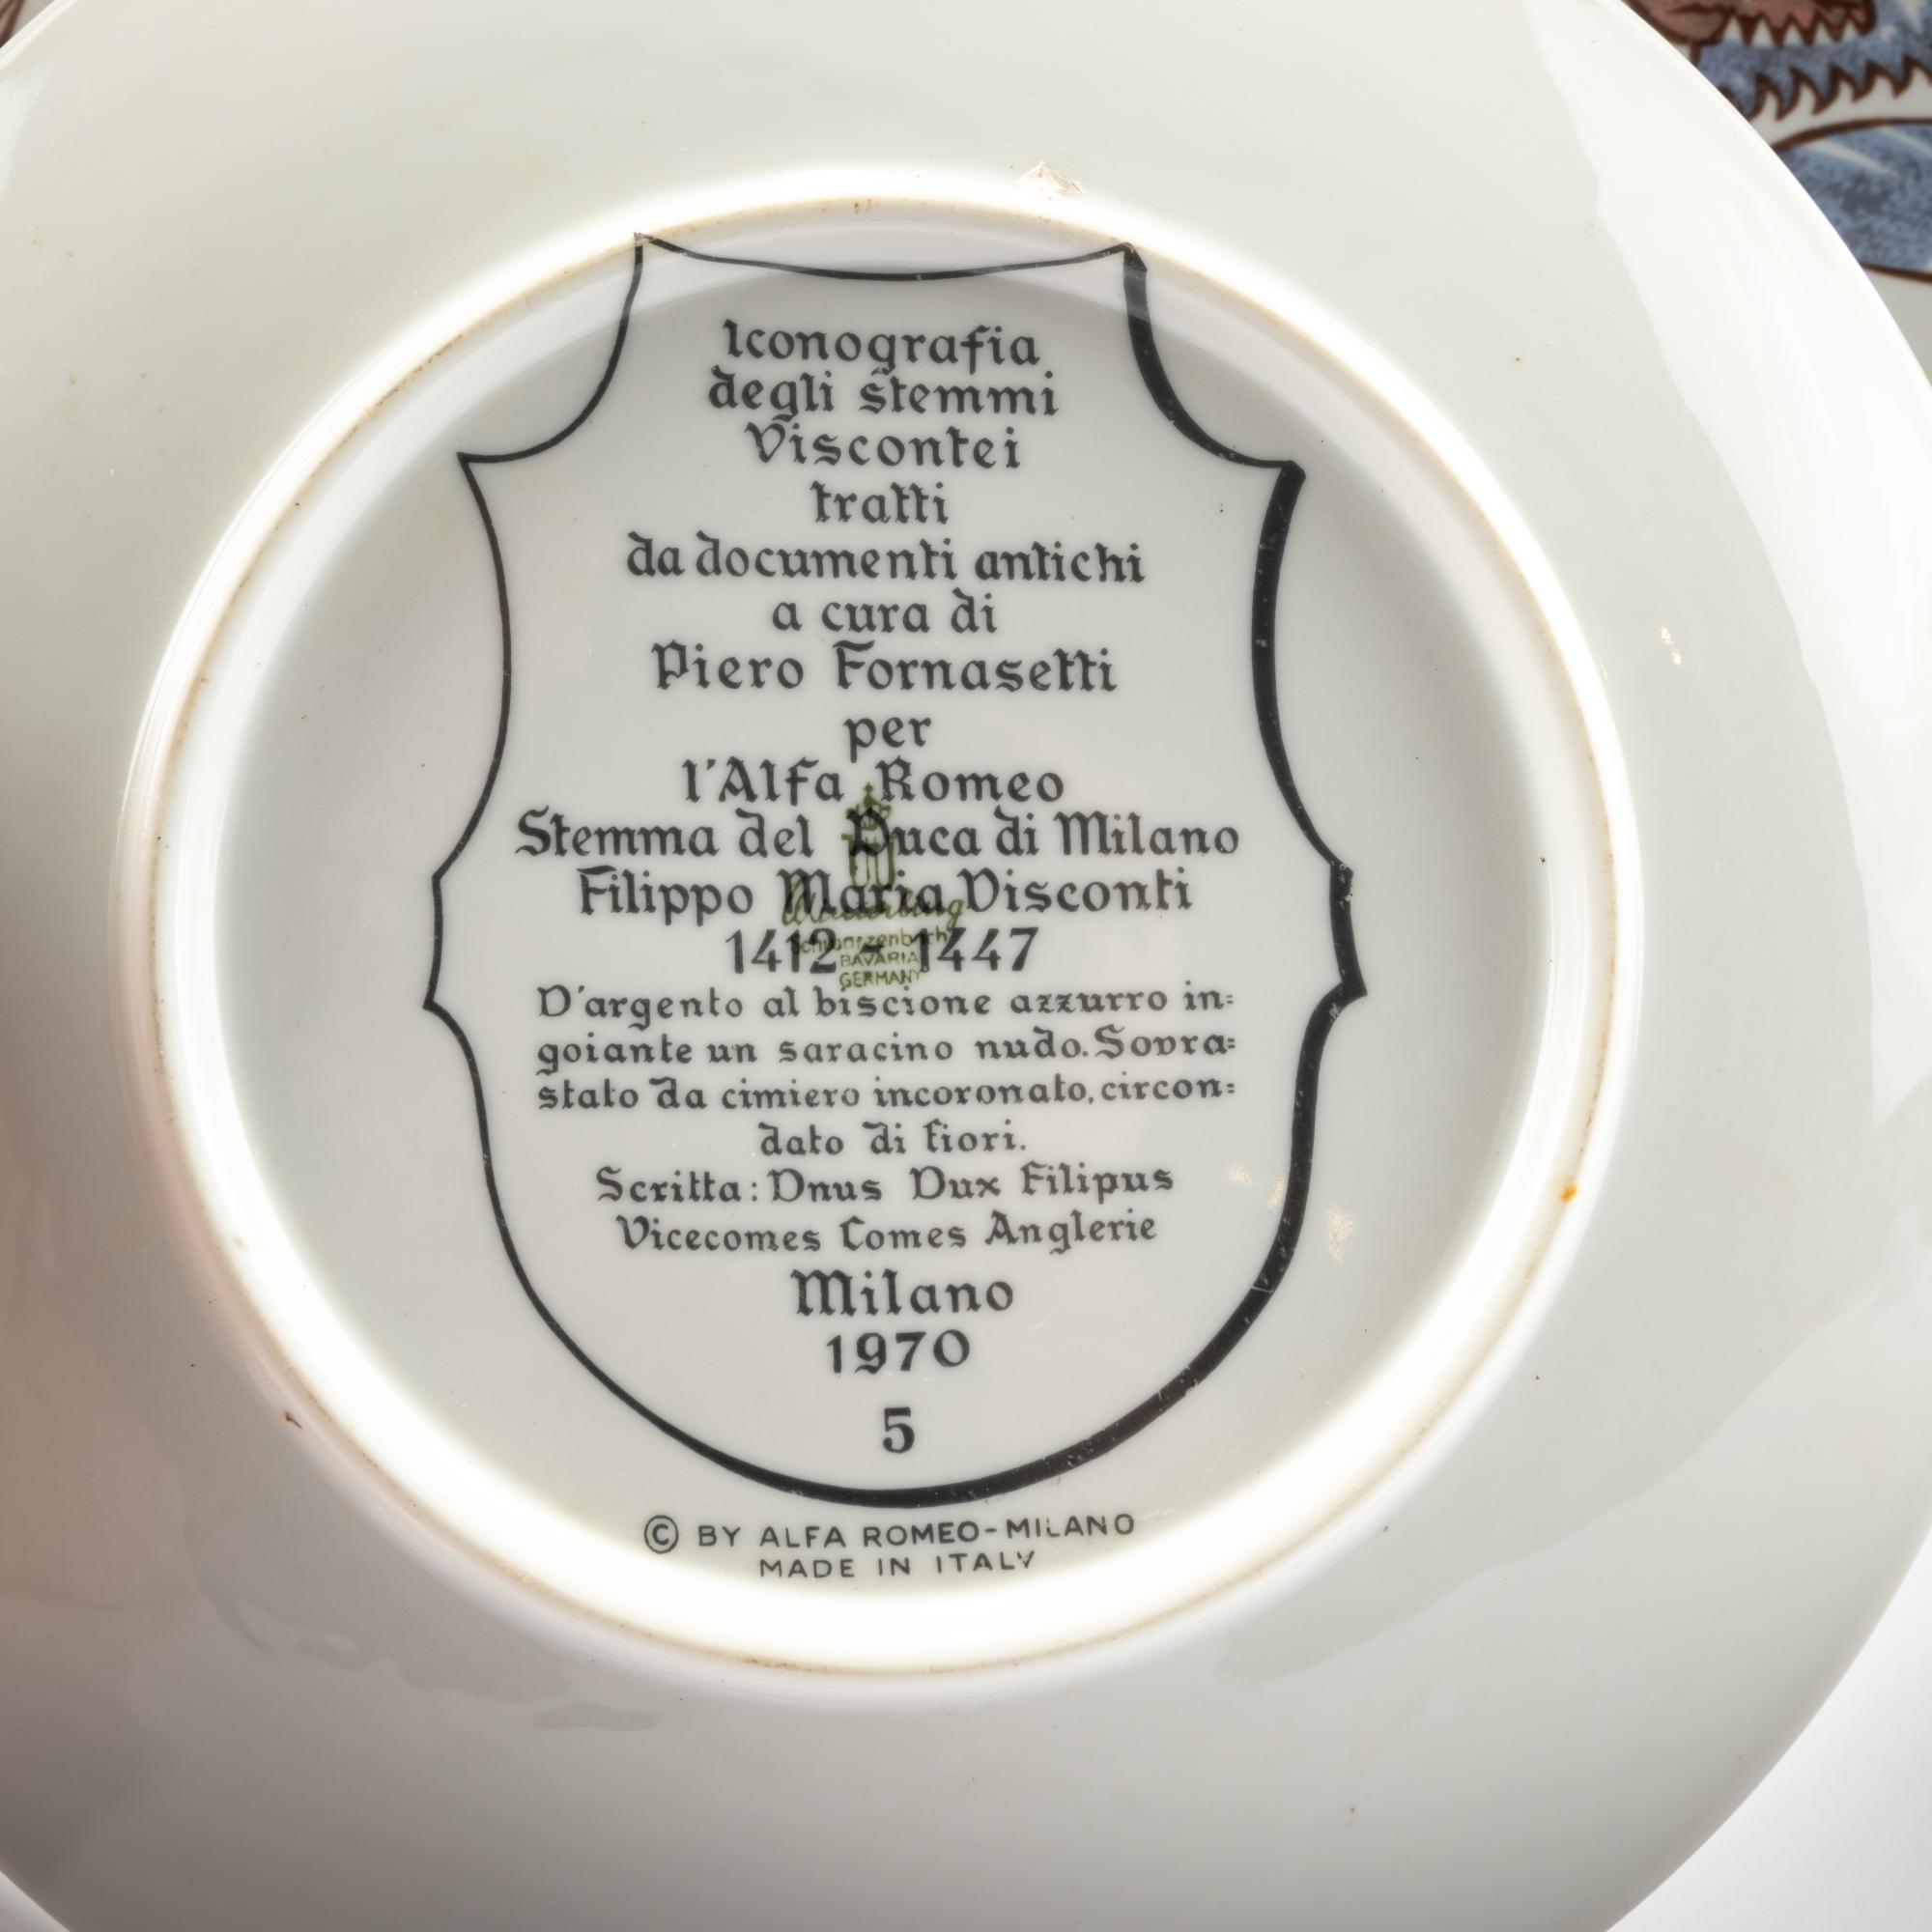 Iconografia
degli stemmi
Viscontei
tratti
da documenti antichi
a cura di
Piero Fornasetti
per
l'Alfa Romeo
Stemma del Duca di Milano
Filippo Maria Visconti
1412 - 1447
Schwarzenbach
BAVARIA
GERMANY
D'argento al biscione azzurro in=
goiante un saracino nudo. Sovra=
stato da cimiero incoronato, circon=
dato di fiori.
Scritta: Dnus Dux Filipus
Vicecomes Comes Anglerie
Milano
1970
5
© BY ALFA ROMEO-MILANO
MADE IN ITALY